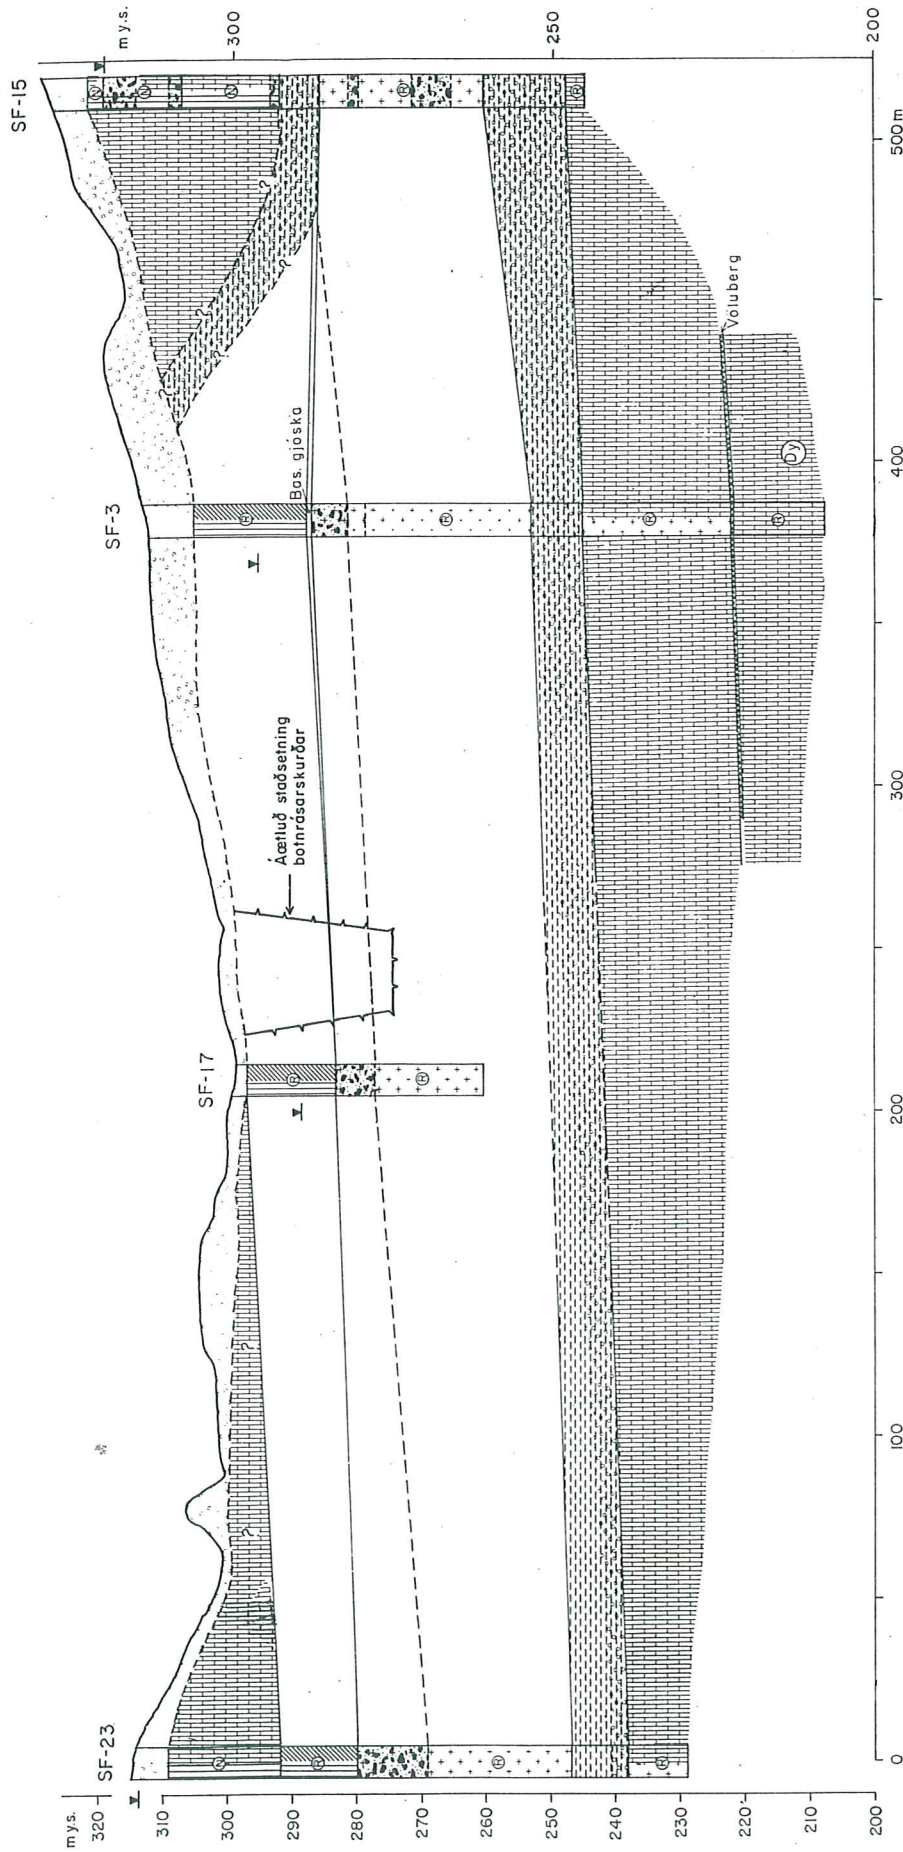 SF-23
SF-17
SF-3
SF-15
m y.s.
320
310
300
290
280
270
260
250
240
230
220
210
200
m y.s.
300
250
200
0
100
200
300
400
500 m
Áætluð staðsetning
botnrásarskurðar
Bas. gjóska
Völuberg
Dy
N
R
R
R
R
R
R
R
R
N
N
N
R
R
?
?
?
?
?
?
?
?